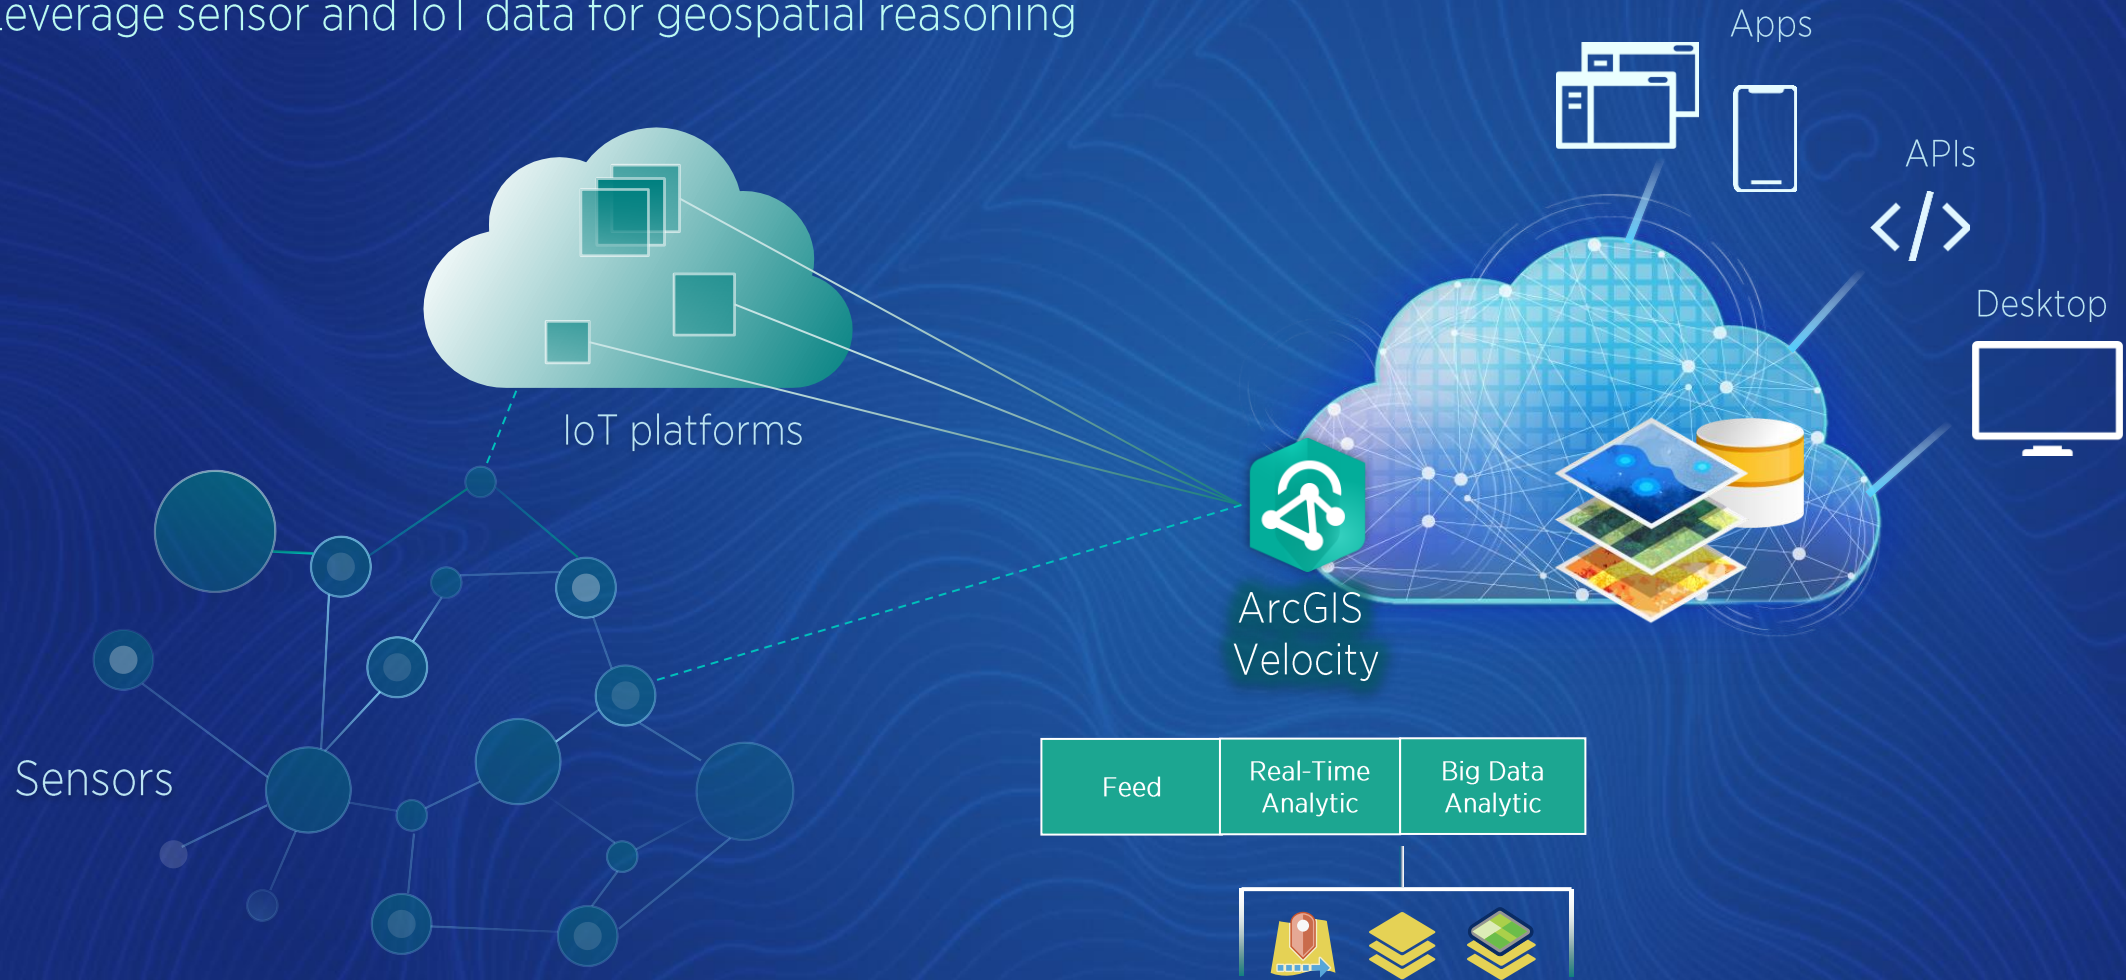 everage sensor and IoT data for geospatial reasoning
Apps
APIs
Desktop
IoT platforms
ArcGIS
Velocity
Sensors
Feed
Real-Time
Analytic
Big Data
Analytic